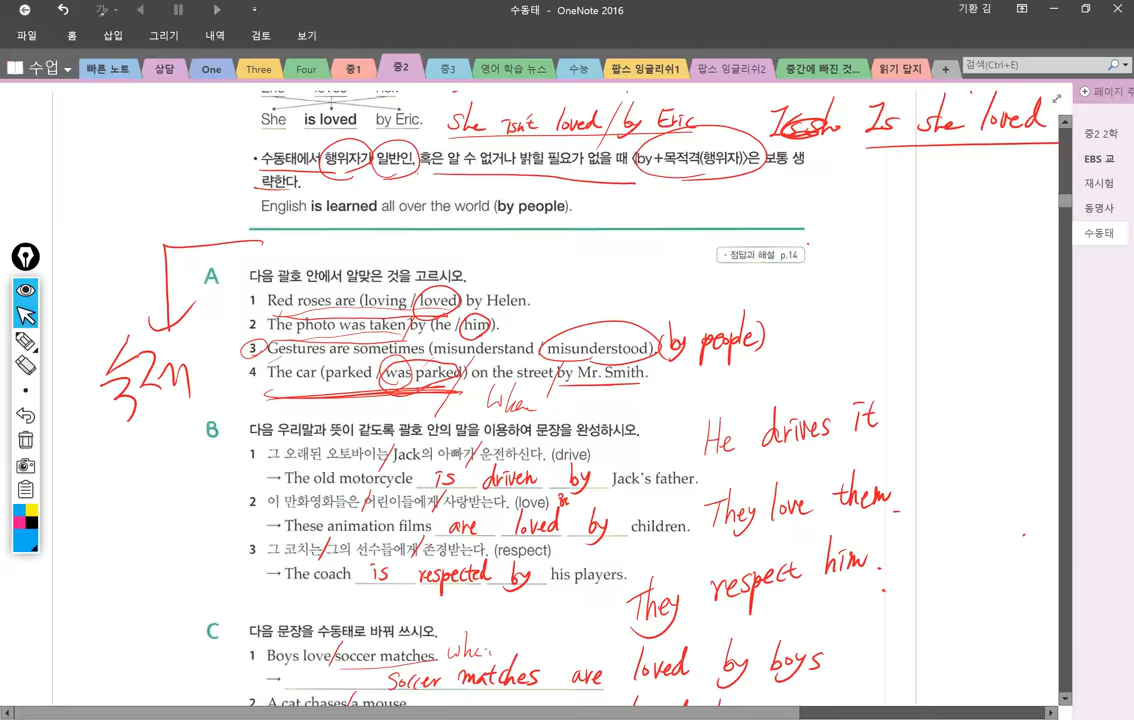 수동태 - OneNote 2016
기환 김
파일 홈 삽입 그리기 내역 검토 보기
수업 빠른 노트 상담 One Three Four 중1 중2 중3 영어 학습 뉴스 수능 팝스 잉글리쉬1 팝스 잉글리쉬2 중간에 빠진 것... 읽기 답지 + 검색(Ctrl+E)
페이지 추
중2 2학
EBS 교
재시험
동명사
수동태
She is loved by Eric.
She isn't loved / by Eric
Is she loved
• 수동태에서 행위자가 일반인, 혹은 알 수 없거나 밝힐 필요가 없을 때 〈by+목적격(행위자)〉은 보통 생
략한다.
English is learned all over the world (by people).
• 정답과 해설 p.14
A 다음 괄호 안에서 알맞은 것을 고르시오.
1 Red roses are (loving / loved) by Helen.
2 The photo was taken by (he / him).
3 Gestures are sometimes (misunderstand / misunderstood). (by people)
4 The car (parked / was parked) on the street by Mr. Smith.
when
B 다음 우리말과 뜻이 같도록 괄호 안의 말을 이용하여 문장을 완성하시오.
He drives it
1 그 오래된 오토바이는 Jack의 아빠가 운전하신다. (drive)
→ The old motorcycle is driven by Jack's father.
2 이 만화영화들은 어린이들에게 사랑받는다. (love)
They love them.
→ These animation films are loved by children.
3 그 코치는 그의 선수들에게 존경받는다. (respect)
→ The coach is respected by his players.
They respect him.
C 다음 문장을 수동태로 바꿔 쓰시오.
1 Boys love soccer matches.
→ Soccer matches are loved by boys
2 A cat chases a mouse.